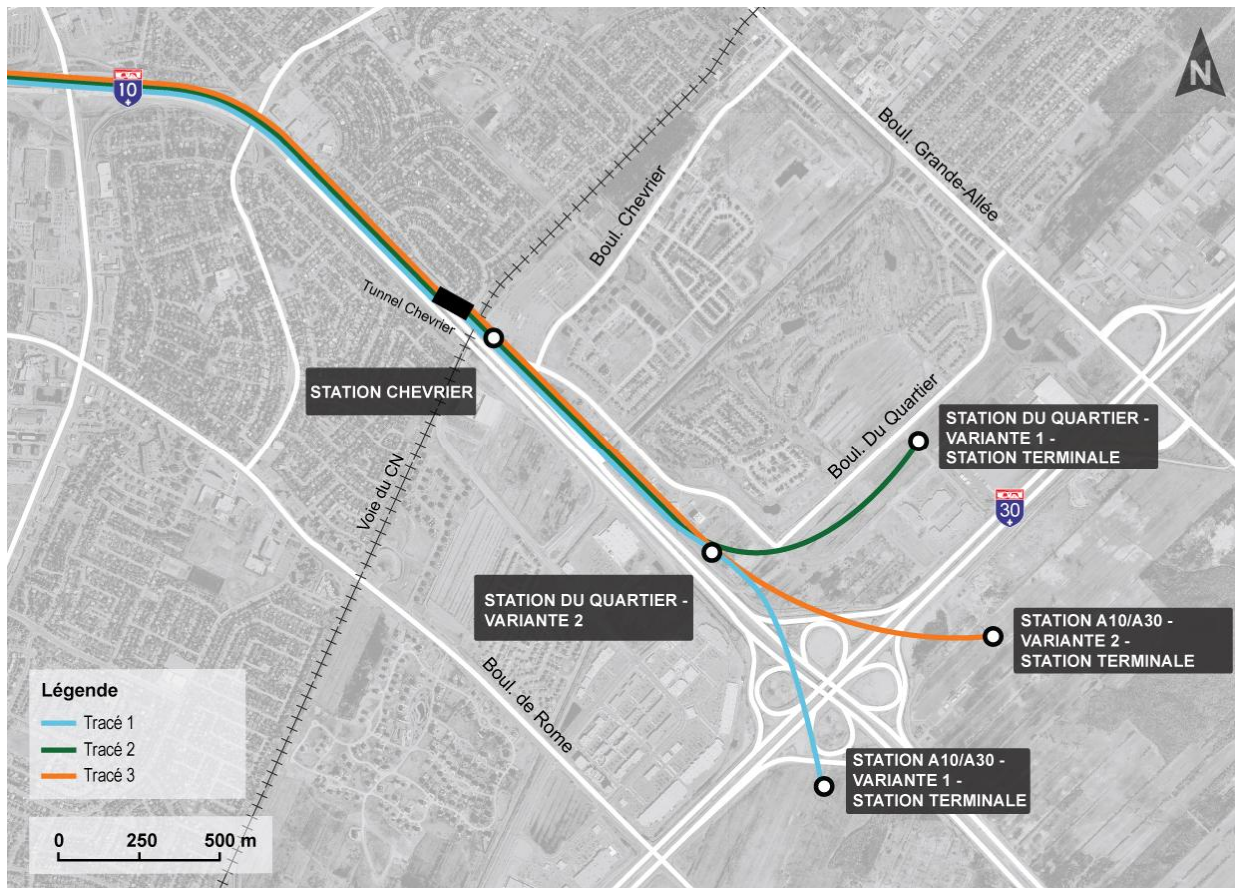 10
N
Boul. Grande-Allée
Boul. Chevrier
Tunnel Chevrier
STATION CHEVRIER
Boul. Du Quartier
STATION DU QUARTIER -
VARIANTE 1 -
STATION TERMINALE
Voie du CN
30
STATION DU QUARTIER -
VARIANTE 2
STATION A10/A30 -
VARIANTE 2 -
STATION TERMINALE
Boul. de Rome
STATION A10/A30 -
VARIANTE 1 -
STATION TERMINALE
Légende
Tracé 1
Tracé 2
Tracé 3
0 250 500 m